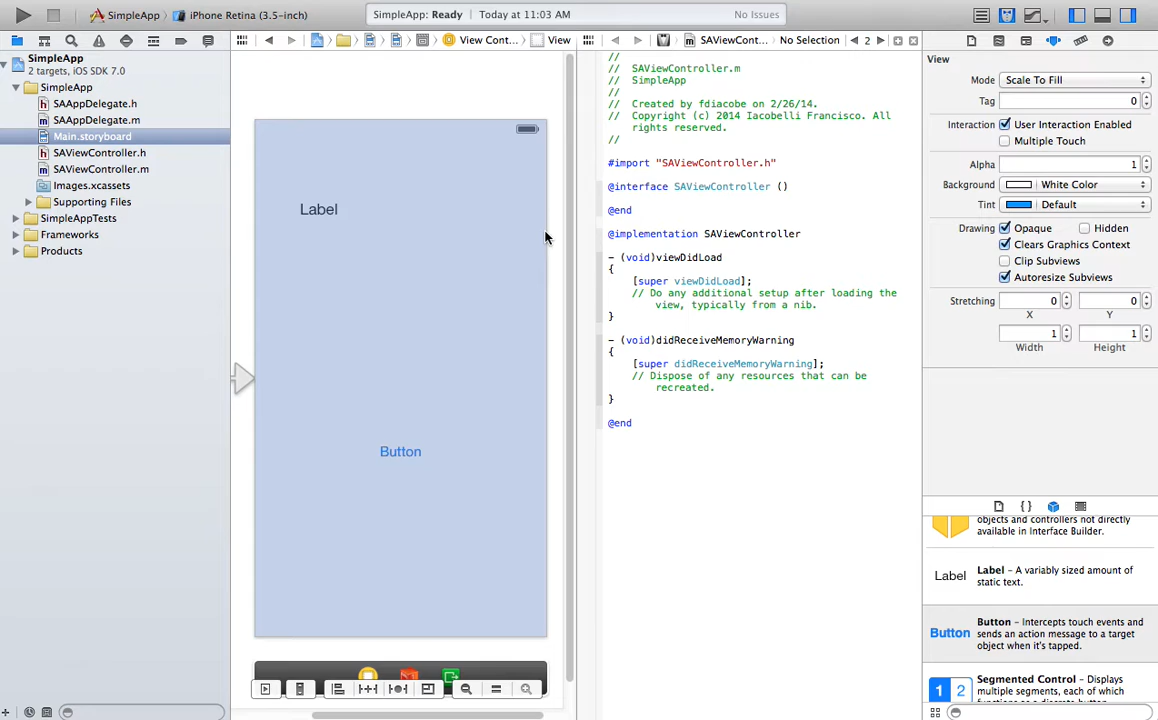 SimpleApp
iPhone Retina (3.5-inch)
SimpleApp: Ready
Today at 11:03 AM
No Issues
View Cont...
View
SAViewCont...
No Selection
2
SimpleApp
2 targets, iOS SDK 7.0
SimpleApp
SAAppDelegate.h
SAAppDelegate.m
Main.storyboard
SAViewController.h
SAViewController.m
Images.xcassets
Supporting Files
SimpleAppTests
Frameworks
Products
Label
Button
//
// SAViewController.m
// SimpleApp
//
// Created by fdiacobe on 2/26/14.
// Copyright (c) 2014 Iacobelli Francisco. All
rights reserved.
//
#import "SAViewController.h"
@interface SAViewController ()
@end
@implementation SAViewController
- (void)viewDidLoad
{
[super viewDidLoad];
// Do any additional setup after loading the
view, typically from a nib.
}
- (void)didReceiveMemoryWarning
{
[super didReceiveMemoryWarning];
// Dispose of any resources that can be
recreated.
}
@end
View
Mode Scale To Fill
Tag 0
Interaction User Interaction Enabled
Multiple Touch
Alpha 1
Background White Color
Tint Default
Drawing Opaque Hidden
Clears Graphics Context
Clip Subviews
Autoresize Subviews
Stretching 0 0
X Y
1 1
Width Height
{ }
objects and controllers not directly
available in Interface Builder.
Label
Label - A variably sized amount of
static text.
Button
Button - Intercepts touch events and
sends an action message to a target
object when it's tapped.
1 2
Segmented Control - Displays
multiple segments, each of which